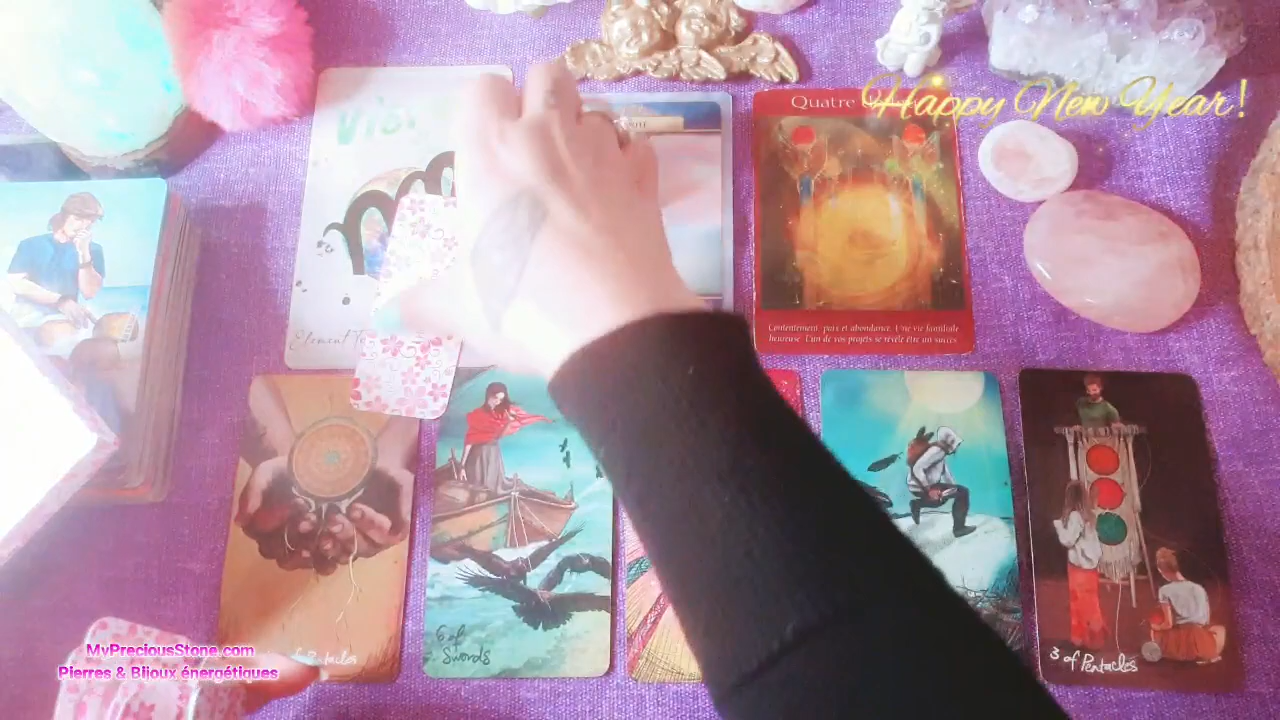 Happy New Year!
Quatre
Contentement, paix et abondance. Une vie familiale
heureuse. L'un de vos projets se révèle être un succès.
Element
6 of
Swords
3 of Pentacles
MyPreciousStone.com
Pierres & Bijoux énergétiques